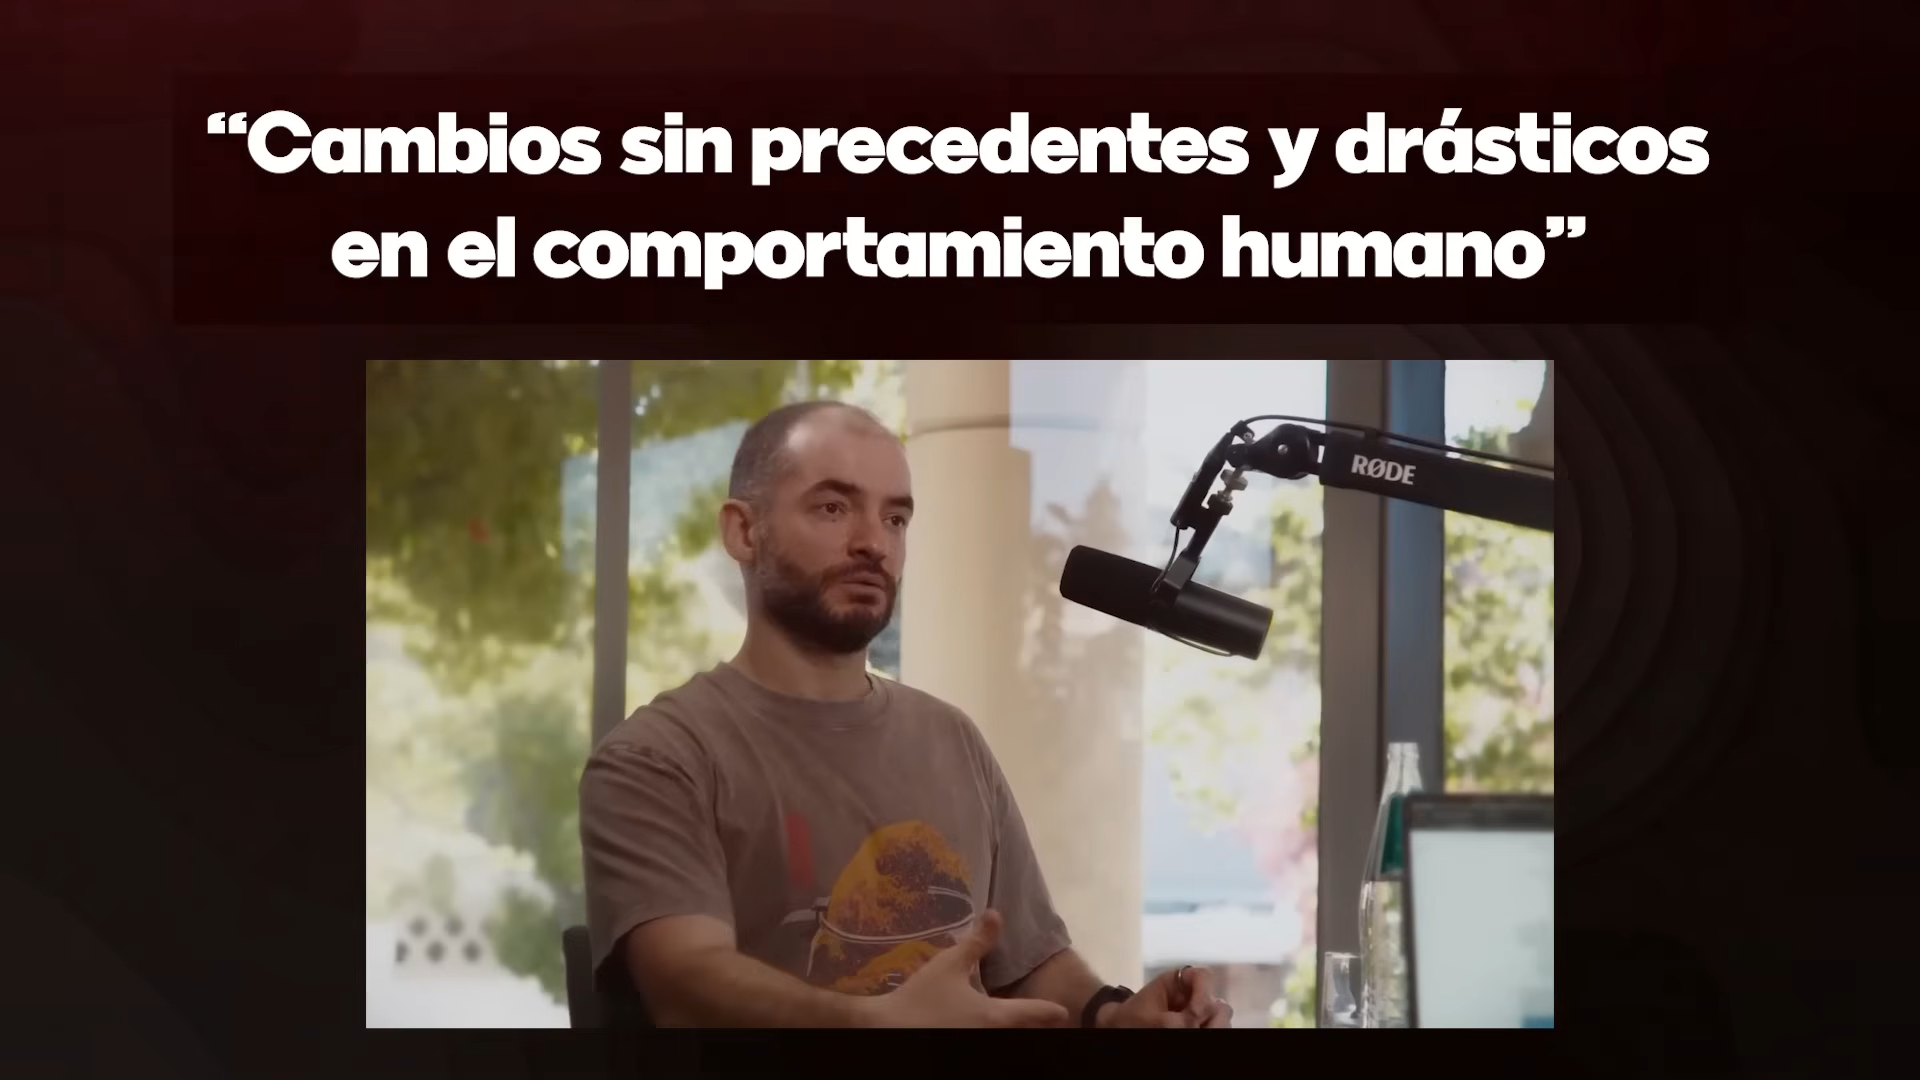 “Cambios sin precedentes y drásticos
en el comportamiento humano”
RØDE